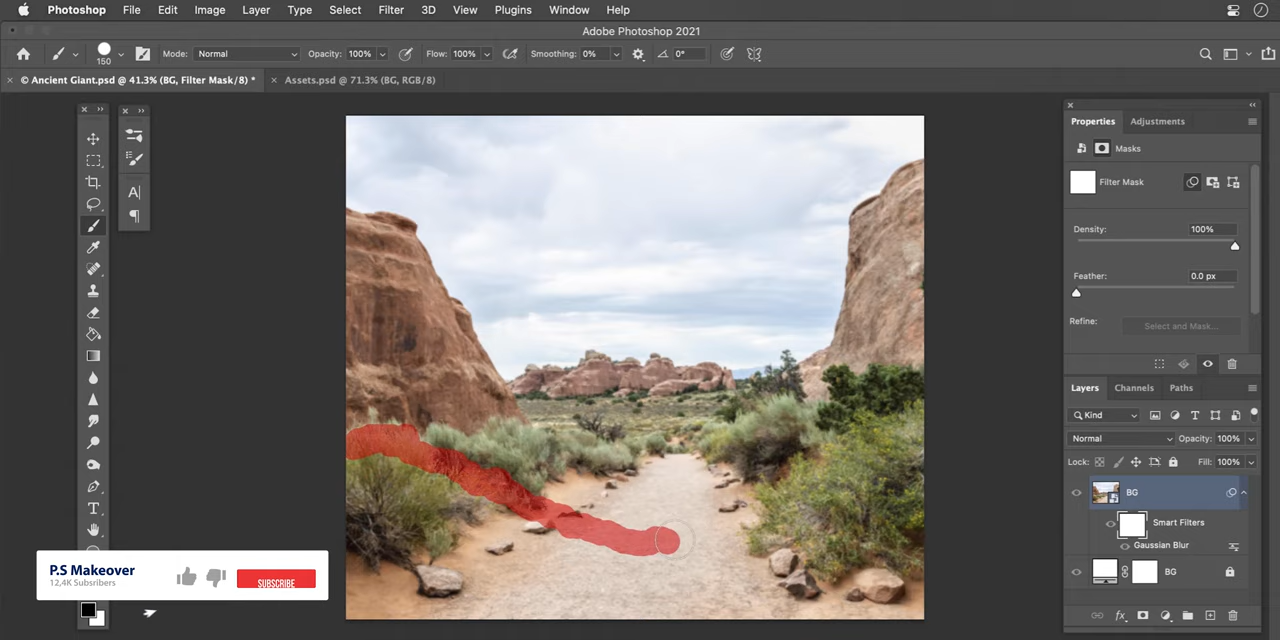 Photoshop File Edit Image Layer Type Select Filter 3D View Plugins Window Help
Adobe Photoshop 2021
150 Mode: Normal Opacity: 100% Flow: 100% Smoothing: 0% 0°
© Ancient Giant.psd @ 41.3% (BG, Filter Mask/8) * Assets.psd @ 71.3% (BG, RGB/8)
Properties Adjustments
Masks
Filter Mask
Density: 100%
Feather: 0.0 px
Refine: Select and Mask...
Layers Channels Paths
Kind
Normal Opacity: 100%
Lock: Fill: 100%
BG
Smart Filters
Gaussian Blur
BG
P.S Makeover
12,4K Subsribers
SUBSCRIBE